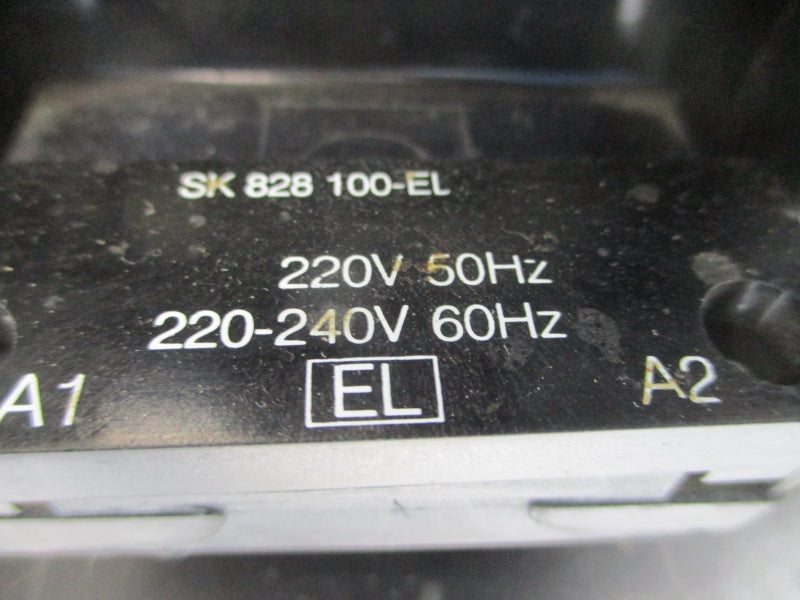 SK 828 100-EL
220V 50Hz
220-240V 60Hz
A1 EL A2